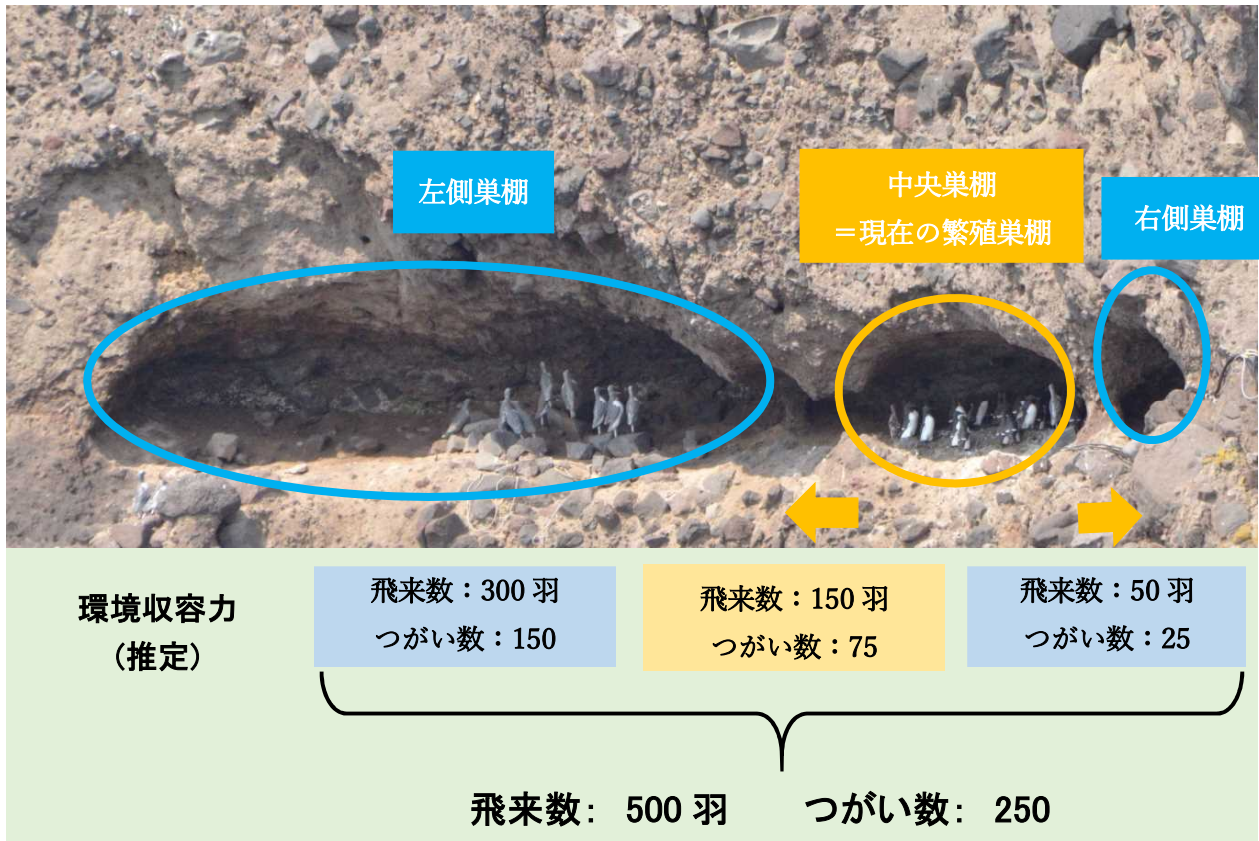 左側巣棚
中央巣棚
＝現在の繁殖巣棚
右側巣棚
環境収容力
（推定）
飛来数：300 羽
つがい数：150
飛来数：150 羽
つがい数：75
飛来数：50 羽
つがい数：25
飛来数： 500 羽　つがい数： 250